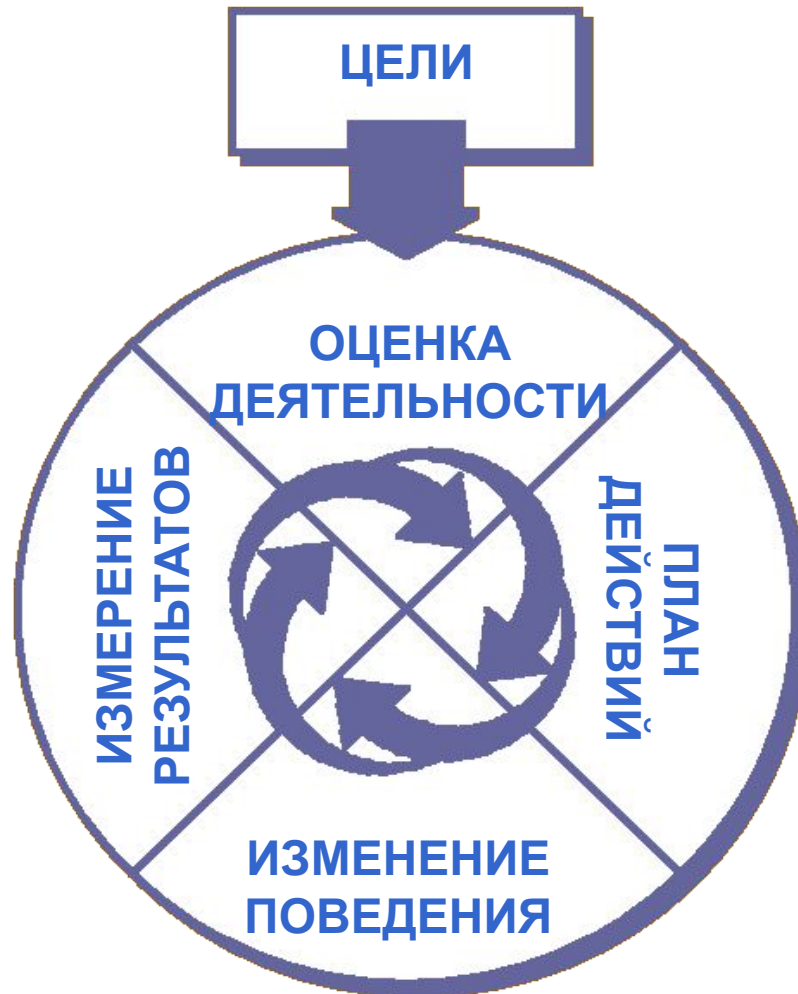 ЦЕЛИ
ОЦЕНКА
ДЕЯТЕЛЬНОСТИ
ПЛАН
ДЕЙСТВИЙ
ИЗМЕНЕНИЕ
ПОВЕДЕНИЯ
ИЗМЕРЕНИЕ
РЕЗУЛЬТАТОВ